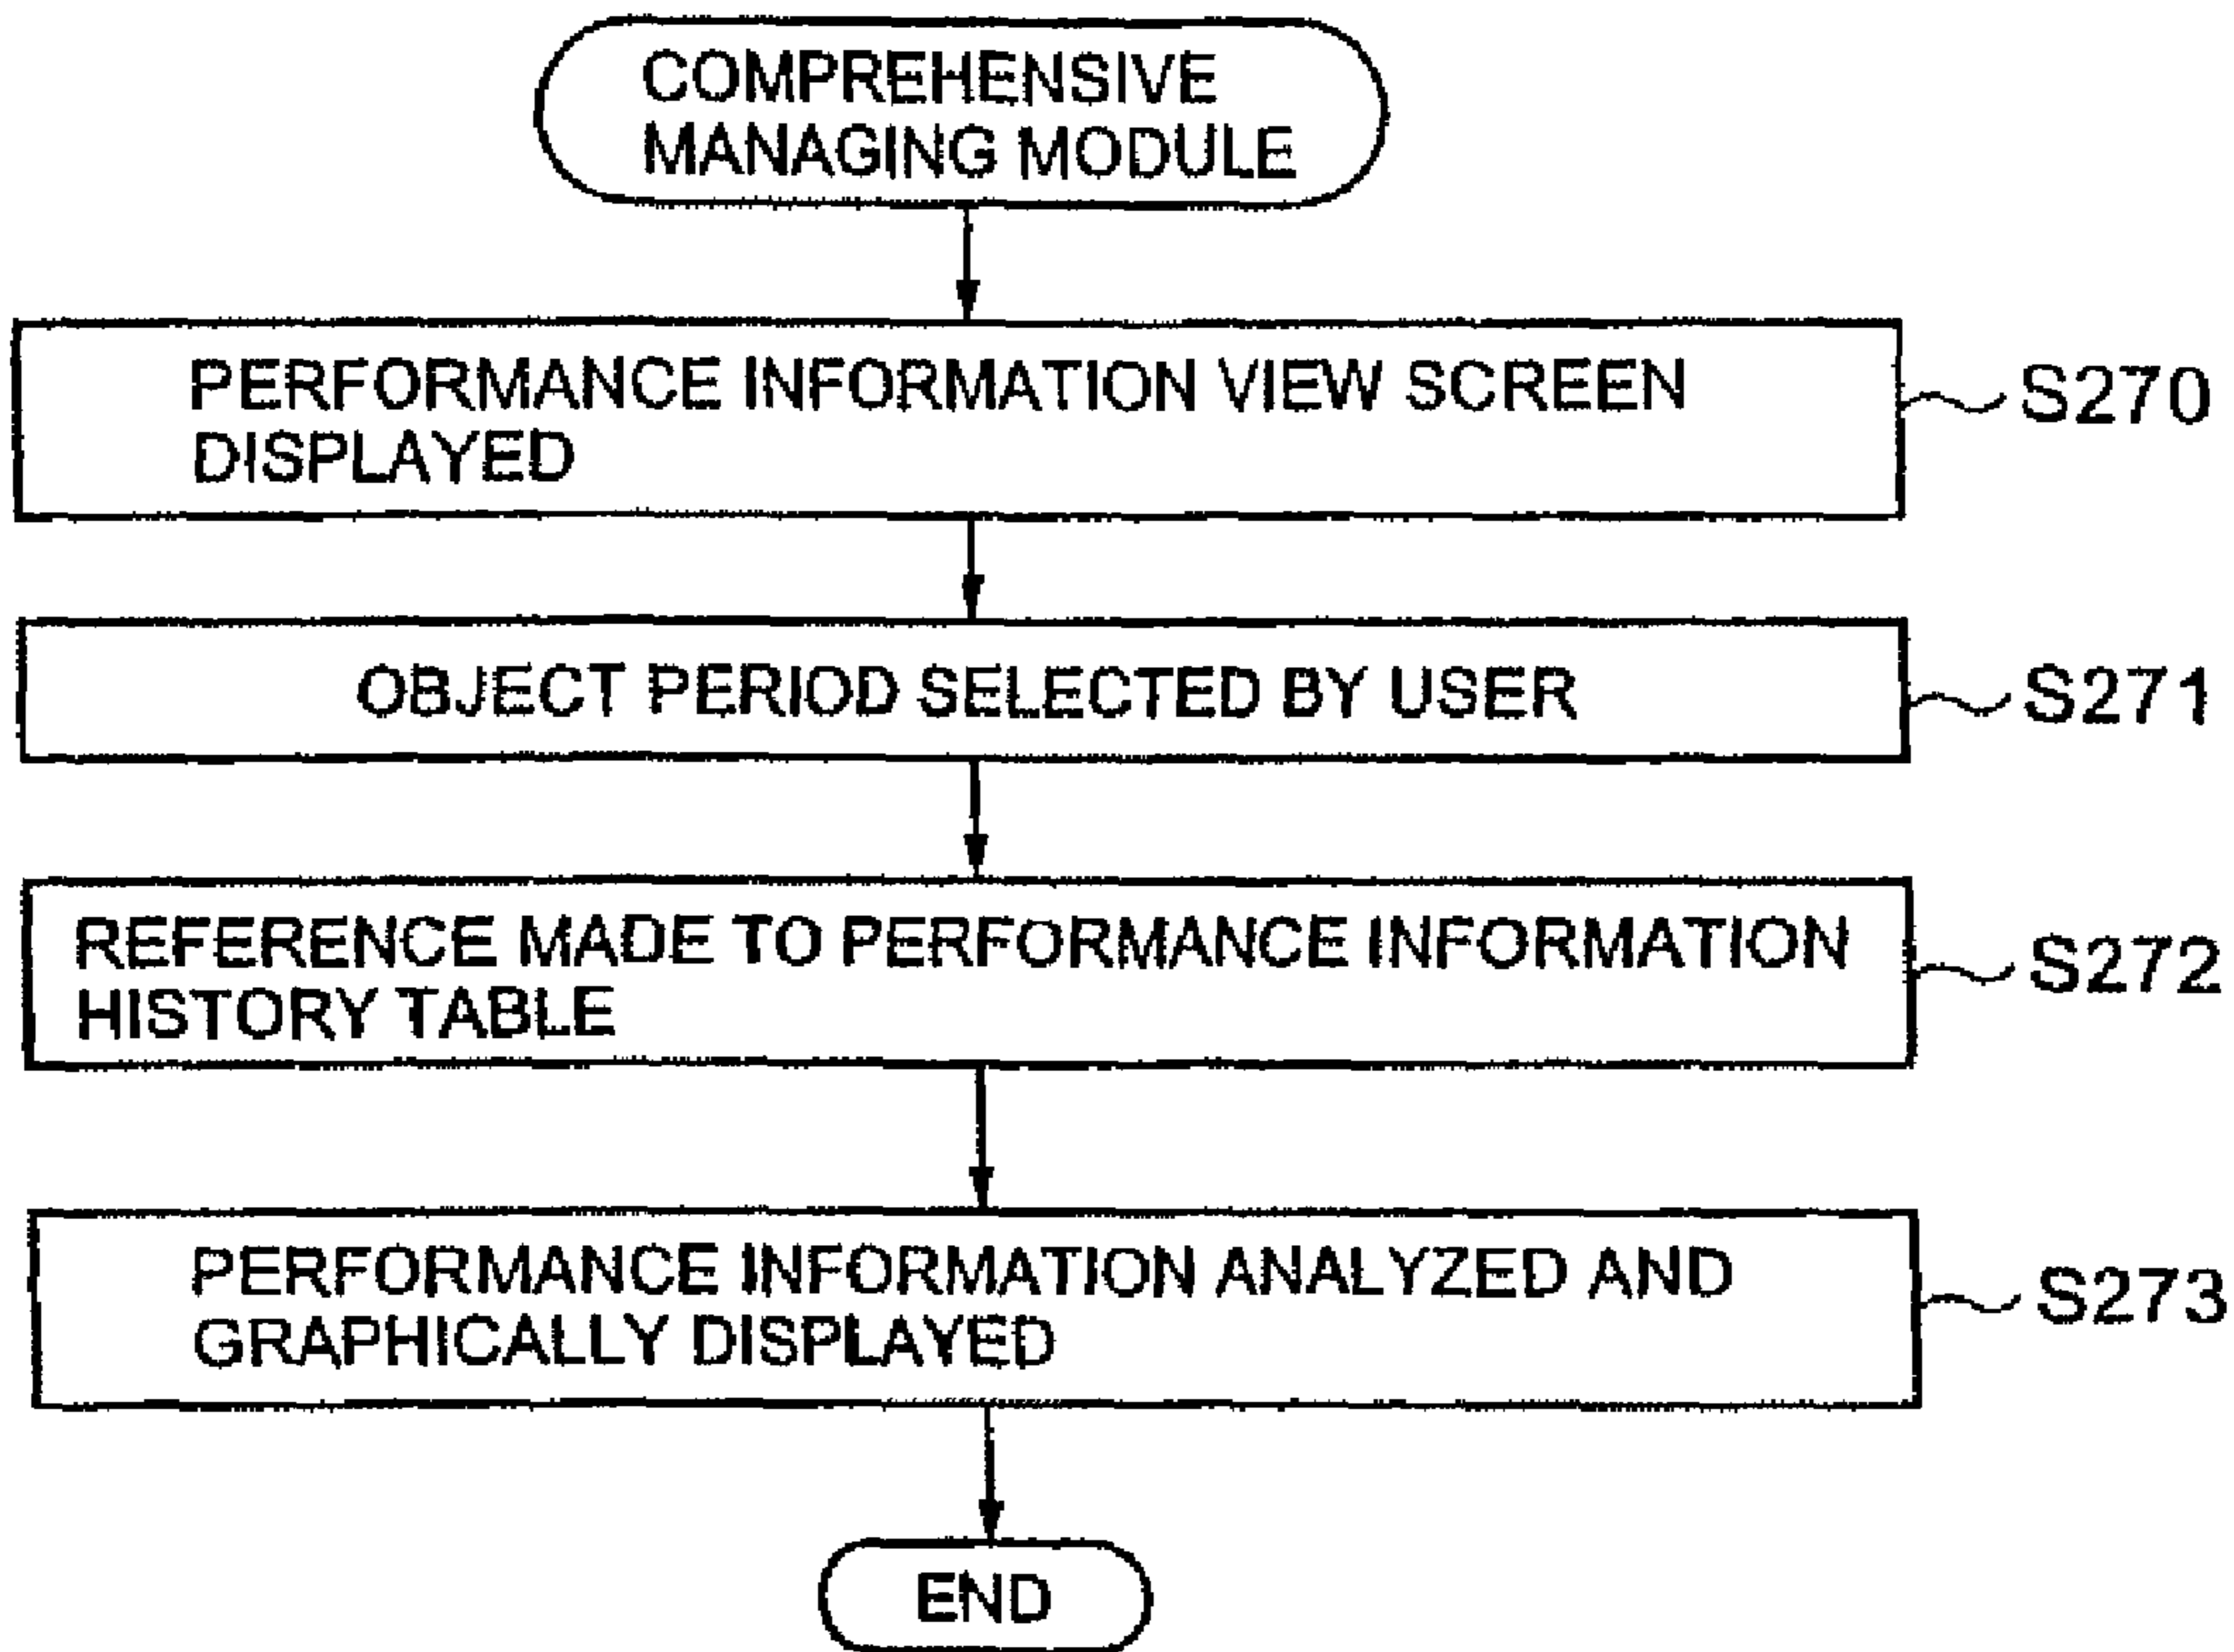 COMPREHENSIVE
MANAGING MODULE
PERFORMANCE INFORMATION VIEW SCREEN
DISPLAYED
S270
OBJECT PERIOD SELECTED BY USER
S271
REFERENCE MADE TO PERFORMANCE INFORMATION
HISTORY TABLE
S272
PERFORMANCE INFORMATION ANALYZED AND
GRAPHICALLY DISPLAYED
S273
END